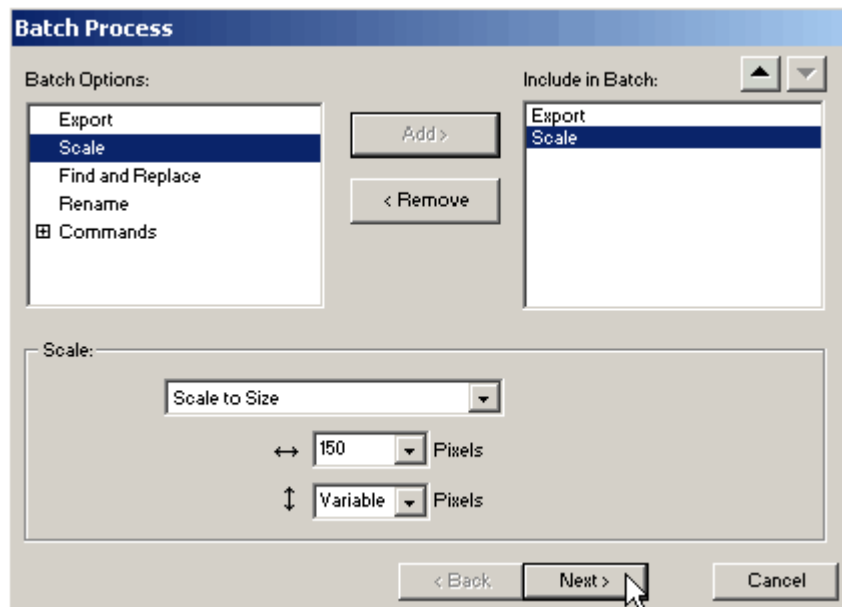 Batch Process
Batch Options:
Include in Batch:
Export
Scale
Find and Replace
Rename
Commands
Add >
< Remove
Export
Scale
Scale:
Scale to Size
150 Pixels
Variable Pixels
< Back
Next >
Cancel